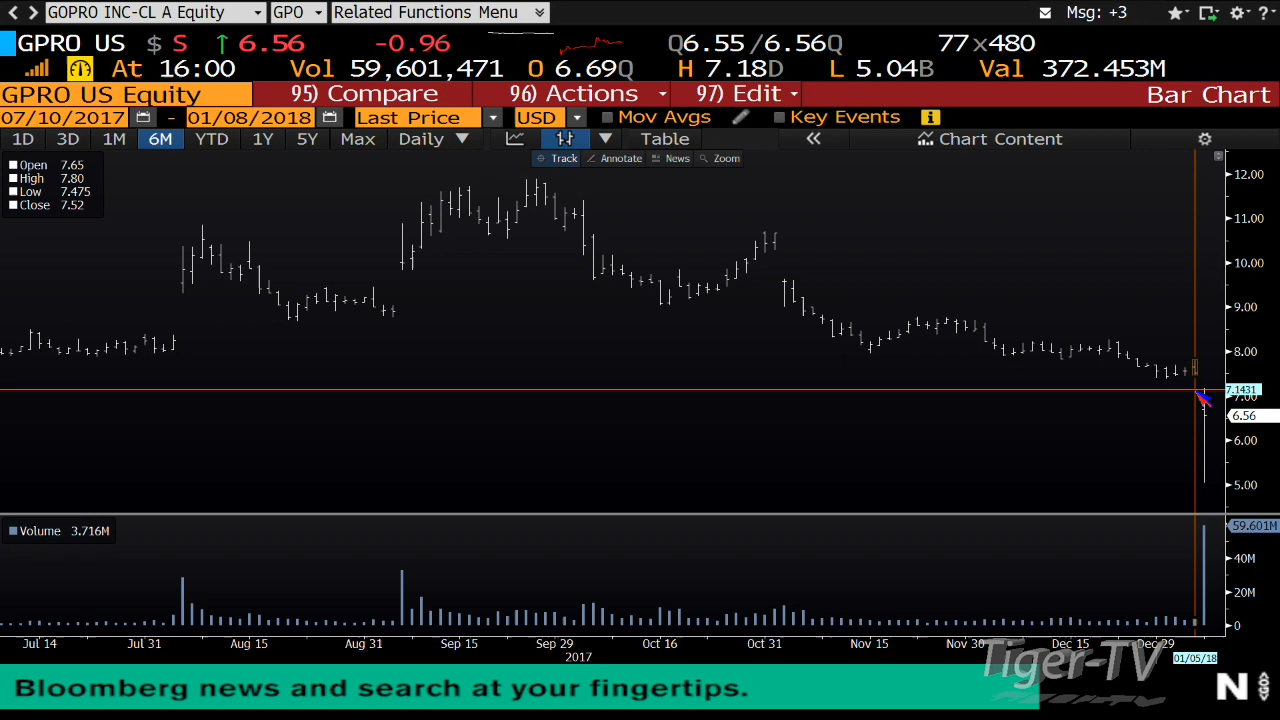 GOPRO INC-CL A Equity GPO Related Functions Menu Msg: +3
GPRO US $ S ↑ 6.56 -0.96 Q6.55/6.56Q 77x480
At 16:00 Vol 59,601,471 O 6.69Q H 7.18D L 5.04B Val 372.453M
GPRO US Equity 95) Compare 96) Actions 97) Edit Bar Chart
07/10/2017 - 01/08/2018 Last Price USD Mov Avgs Key Events
1D 3D 1M 6M YTD 1Y 5Y Max Daily Table Chart Content
Track Annotate News Zoom
Open 7.65
High 7.80
Low 7.475
Close 7.52
12.00
11.00
10.00
9.00
8.00
7.1431
7.00
6.56
6.00
5.00
Volume 3.716M
59.601M
40M
20M
0
Jul 14 Jul 31 Aug 15 Aug 31 Sep 15 Sep 29 Oct 16 Oct 31 Nov 15 Nov 30 Dec 15 Dec 29
2017
01/05/18
Tiger-TV
Bloomberg news and search at your fingertips.
N